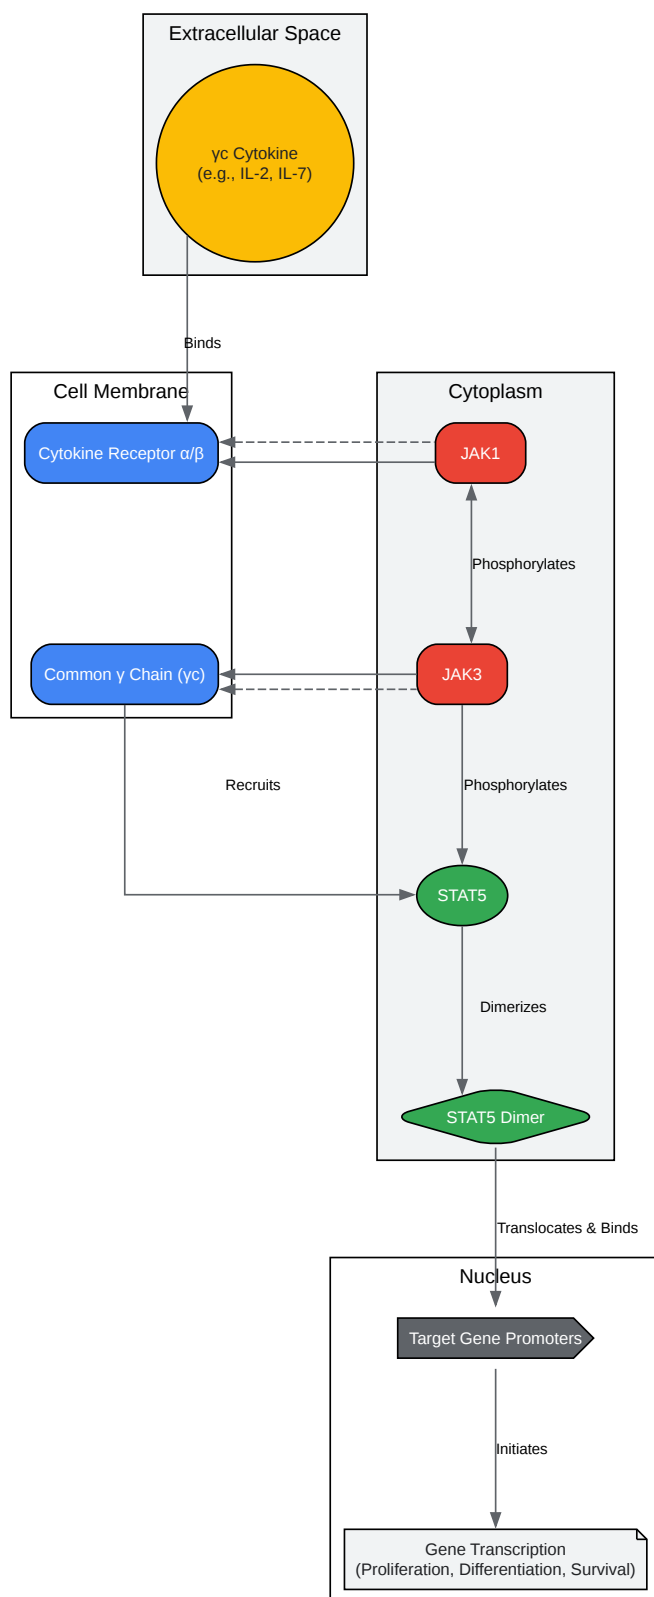 Extracellular Space
γc Cytokine
(e.g., IL-2, IL-7)
Binds
Cell Membrane
Cytoplasm
Cytokine Receptor α/β
JAK1
Phosphorylates
Common γ Chain (γc)
JAK3
Recruits
Phosphorylates
STAT5
Dimerizes
STAT5 Dimer
Translocates & Binds
Nucleus
Target Gene Promoters
Initiates
Gene Transcription
(Proliferation, Differentiation, Survival)